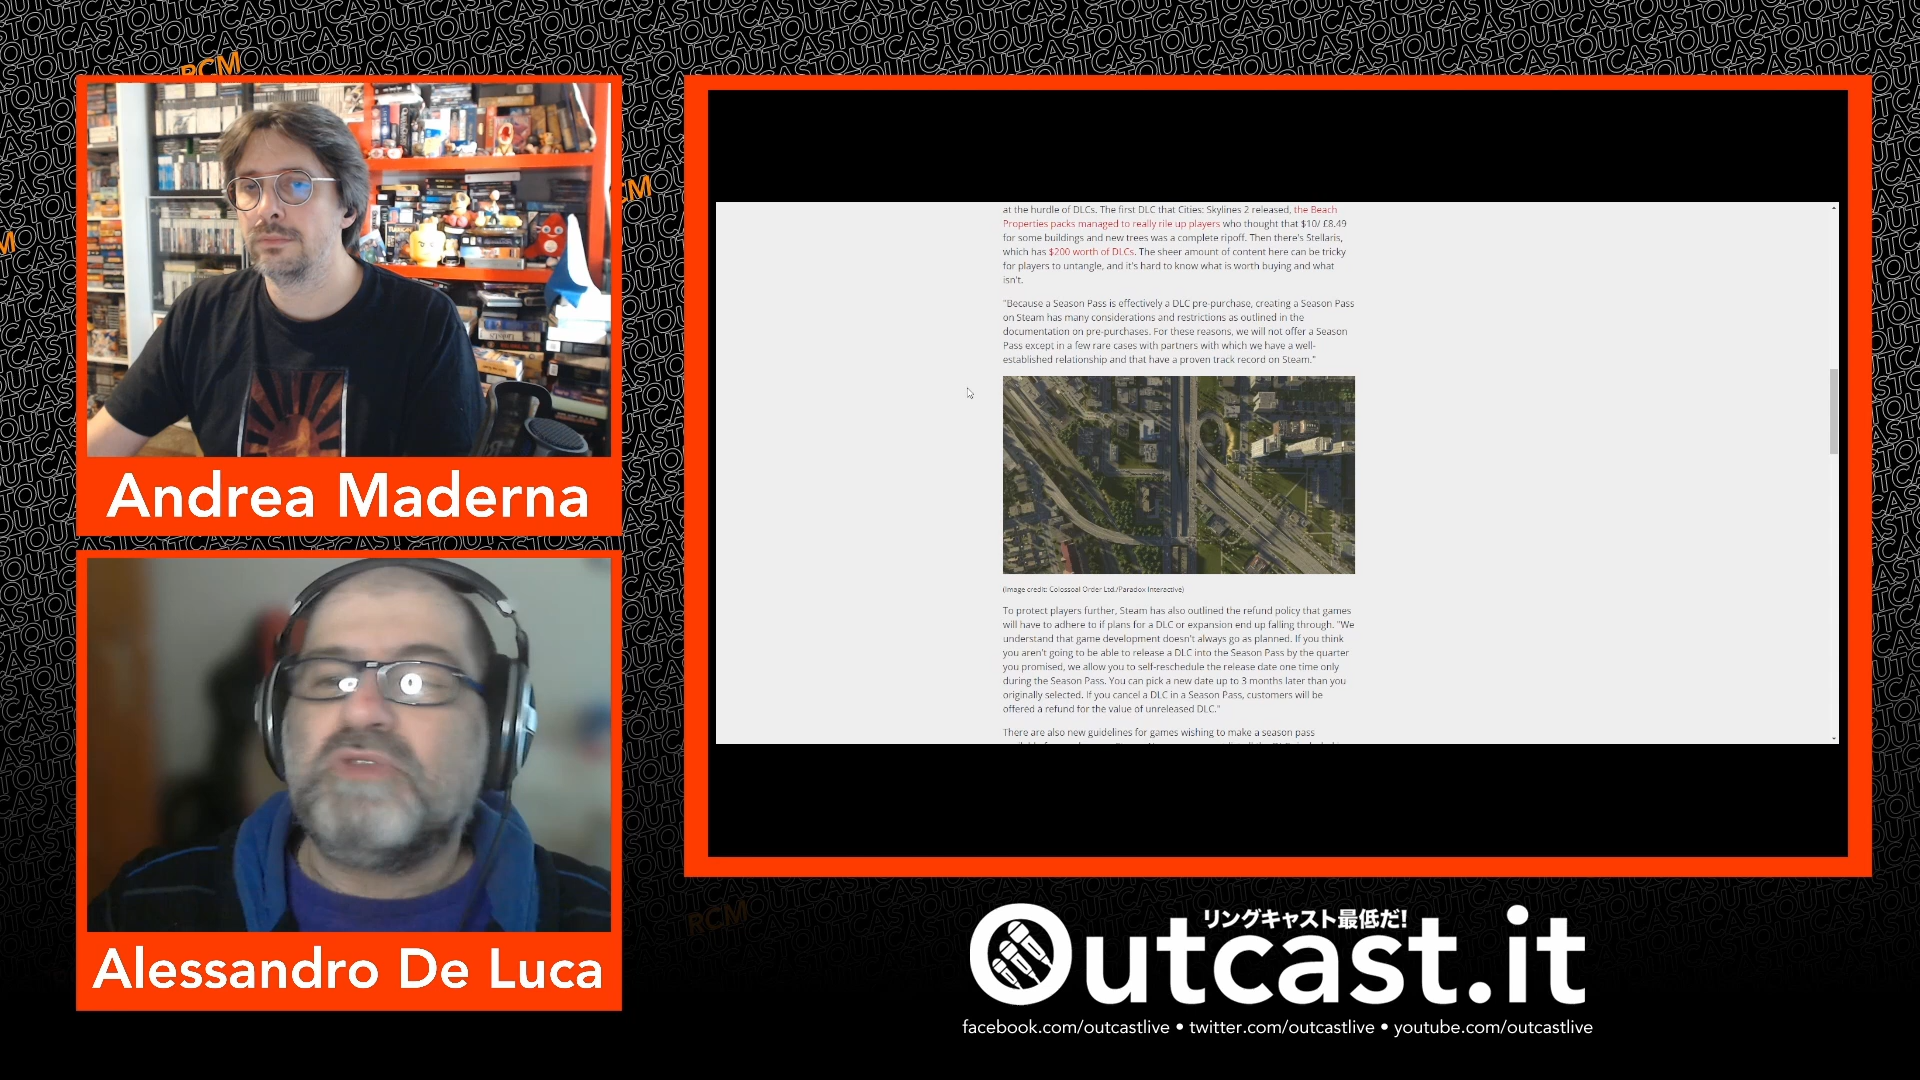 RCM
Andrea Maderna
Alessandro De Luca
at the hurdle of DLCs. The first DLC that Cities: Skylines 2 released, the Beach
Properties packs managed to really rile up players who thought that $10/ £8.49
for some buildings and new trees was a complete ripoff. Then there's Stellaris,
which has $200 worth of DLCs. The sheer amount of content here can be tricky
for players to untangle, and it's hard to know what is worth buying and what
isn't.
"Because a Season Pass is effectively a DLC pre-purchase, creating a Season Pass
on Steam has many considerations and restrictions as outlined in the
documentation on pre-purchases. For these reasons, we will not offer a Season
Pass except in a few rare cases with partners with which we have a well-
established relationship and that have a proven track record on Steam."
(Image credit: Colossoal Order Ltd./Paradox Interactive)
To protect players further, Steam has also outlined the refund policy that games
will have to adhere to if plans for a DLC or expansion end up falling through. "We
understand that game development doesn't always go as planned. If you think
you aren't going to be able to release a DLC into the Season Pass by the quarter
you promised, we allow you to self-reschedule the release date one time only
during the Season Pass. You can pick a new date up to 3 months later than you
originally selected. If you cancel a DLC in a Season Pass, customers will be
offered a refund for the value of unreleased DLC."
There are also new guidelines for games wishing to make a season pass
RCM
リングキャスト最低だ!
Outcast.it
facebook.com/outcastlive • twitter.com/outcastlive • youtube.com/outcastlive